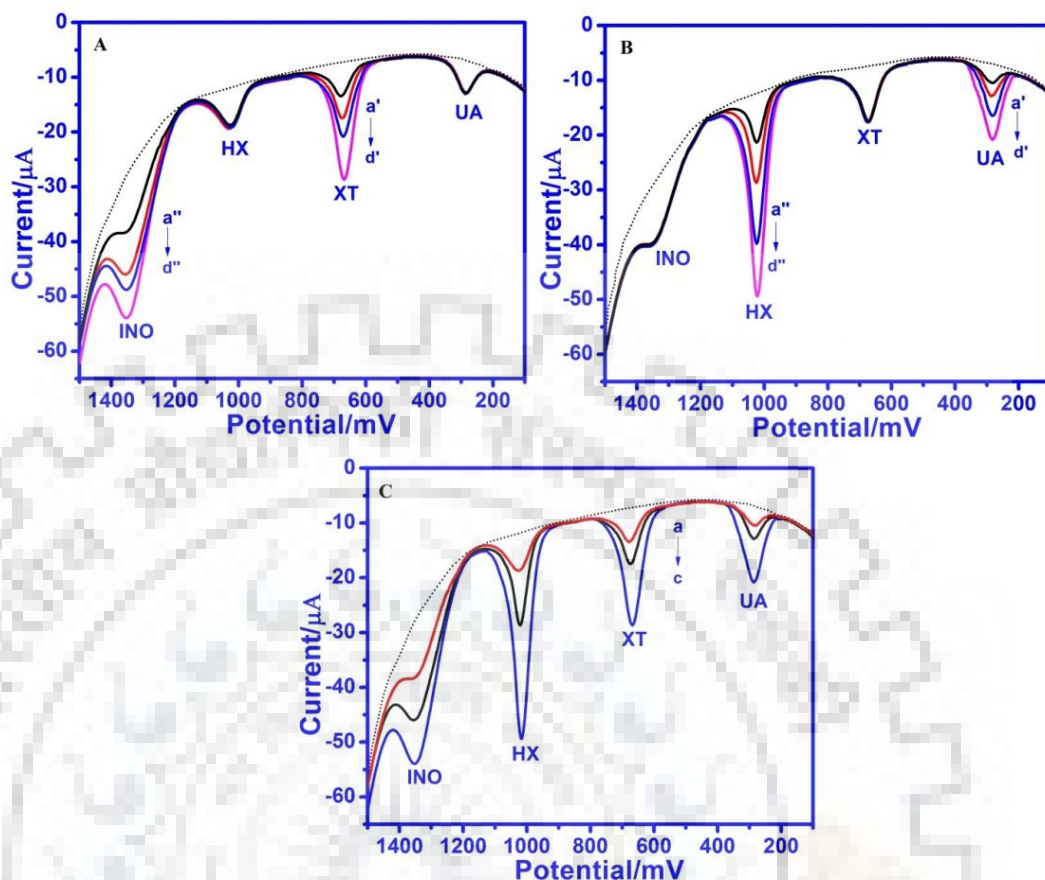 A
0
-10
-20
-30
-40
-50
-60
Current/μA
HX
XT
UA
INO
a'
d'
a"
d"
1400 1200 1000 800 600 400 200
Potential/mV
B
0
-10
-20
-30
-40
-50
-60
Current/μA
INO
HX
XT
UA
a"
d"
a'
d'
1400 1200 1000 800 600 400 200
Potential/mV
C
0
-10
-20
-30
-40
-50
-60
Current/μA
INO
HX
XT
UA
a
c
1400 1200 1000 800 600 400 200
Potential/mV